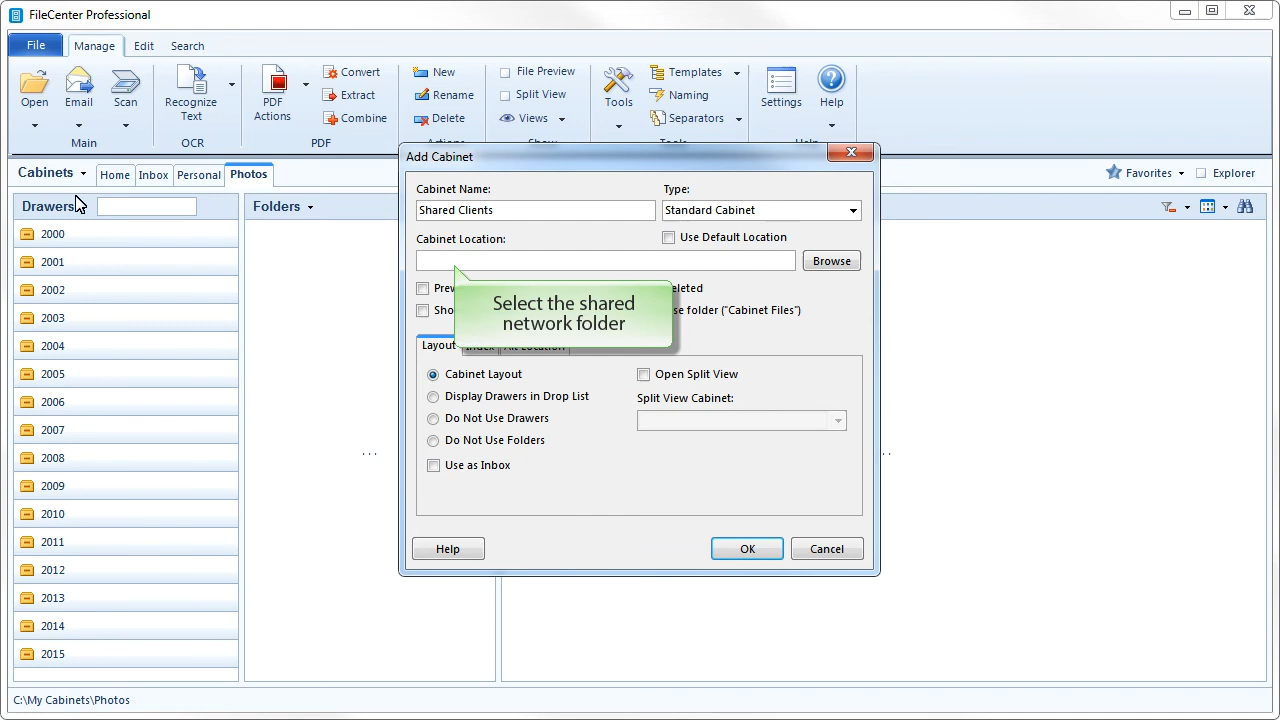 FileCenter Professional
File Manage Edit Search
Open Email Scan Recognize Text PDF Actions Convert Extract Combine New Rename Delete File Preview Split View Views Tools Templates Naming Separators Settings Help
Main OCR PDF
Cabinets Home Inbox Personal Photos Favorites Explorer
Drawers Folders
2000
2001
2002
2003
2004
2005
2006
2007
2008
2009
2010
2011
2012
2013
2014
2015
...
Add Cabinet
Cabinet Name: Type:
Shared Clients Standard Cabinet
Cabinet Location: Use Default Location
Browse
Select the shared
network folder
se folder ("Cabinet Files")
Layout
Cabinet Layout Open Split View
Display Drawers in Drop List Split View Cabinet:
Do Not Use Drawers
Do Not Use Folders
Use as Inbox
Help OK Cancel
C:\My Cabinets\Photos